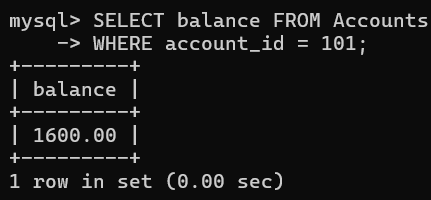 mysql> SELECT balance FROM Accounts
    -> WHERE account_id = 101;
+---------+
| balance |
+---------+
| 1600.00 |
+---------+
1 row in set (0.00 sec)